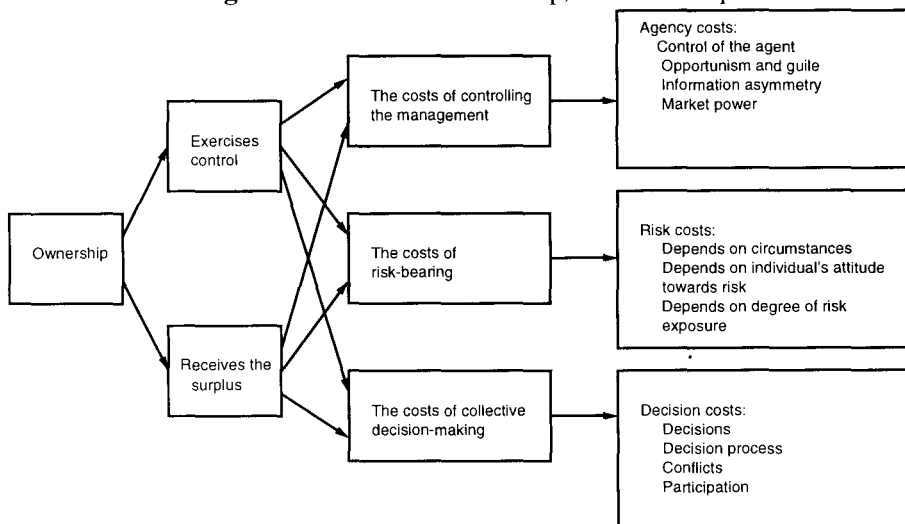 Ownership
Exercises
control
Receives the
surplus
The costs of controlling
the management
The costs of
risk-bearing
The costs of collective
decision-making
Agency costs:
Control of the agent
Opportunism and guile
Information asymmetry
Market power
Risk costs:
Depends on circumstances
Depends on individual's attitude
towards risk
Depends on degree of risk
exposure
Decision costs:
Decisions
Decision process
Conflicts
Participation